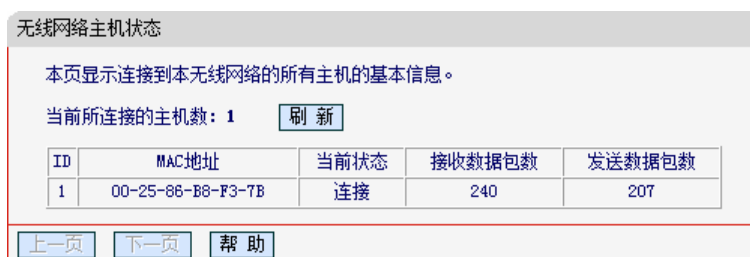 无线网络主机状态
本页显示连接到本无线网络的所有主机的基本信息。
当前所连接的主机数: 1 刷 新
ID MAC地址 当前状态 接收数据包数 发送数据包数
1 00-25-86-B8-F3-7B 连接 240 207
上一页 下一页 帮 助